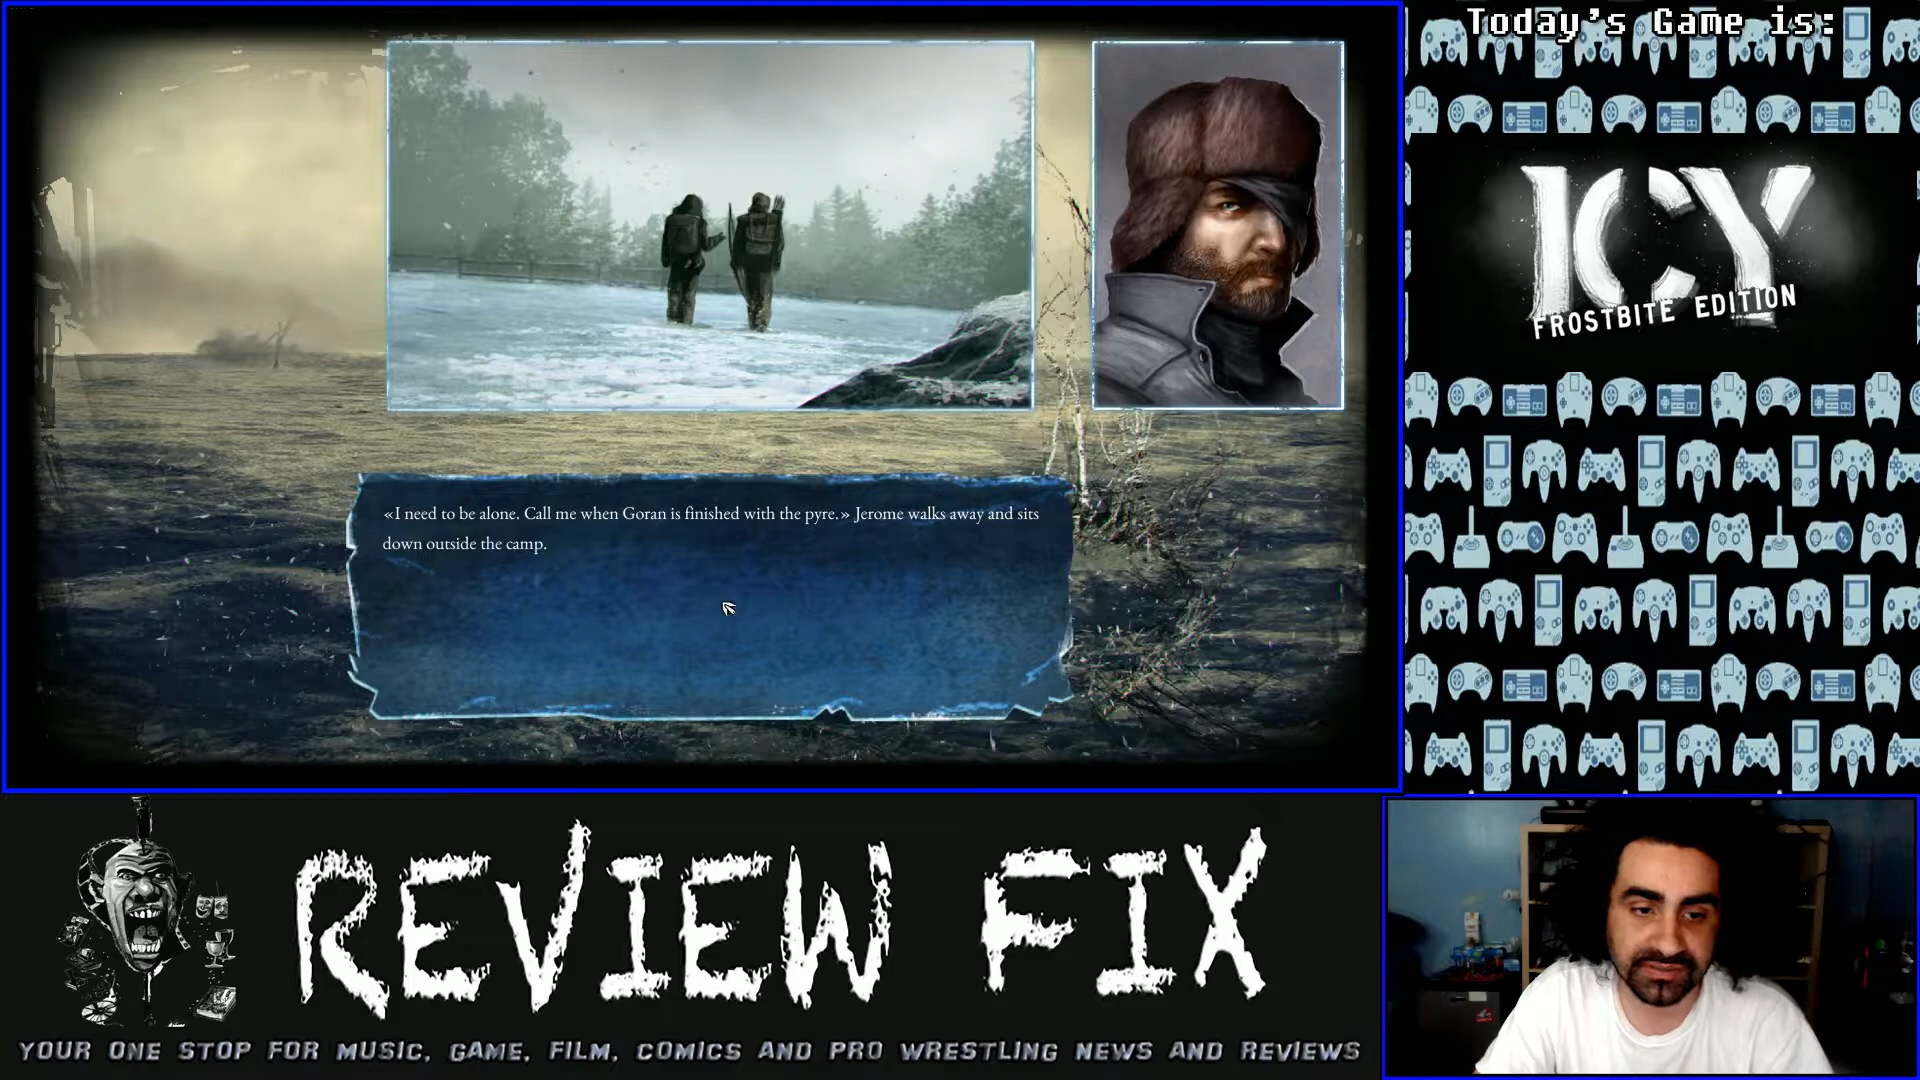 Today's Game is:
ICY
FROSTBITE EDITION
«I need to be alone. Call me when Goran is finished with the pyre.» Jerome walks away and sits
down outside the camp.
REVIEW FIX
YOUR ONE STOP FOR MUSIC, GAME, FILM, COMICS AND PRO WRESTLING NEWS AND REVIEWS